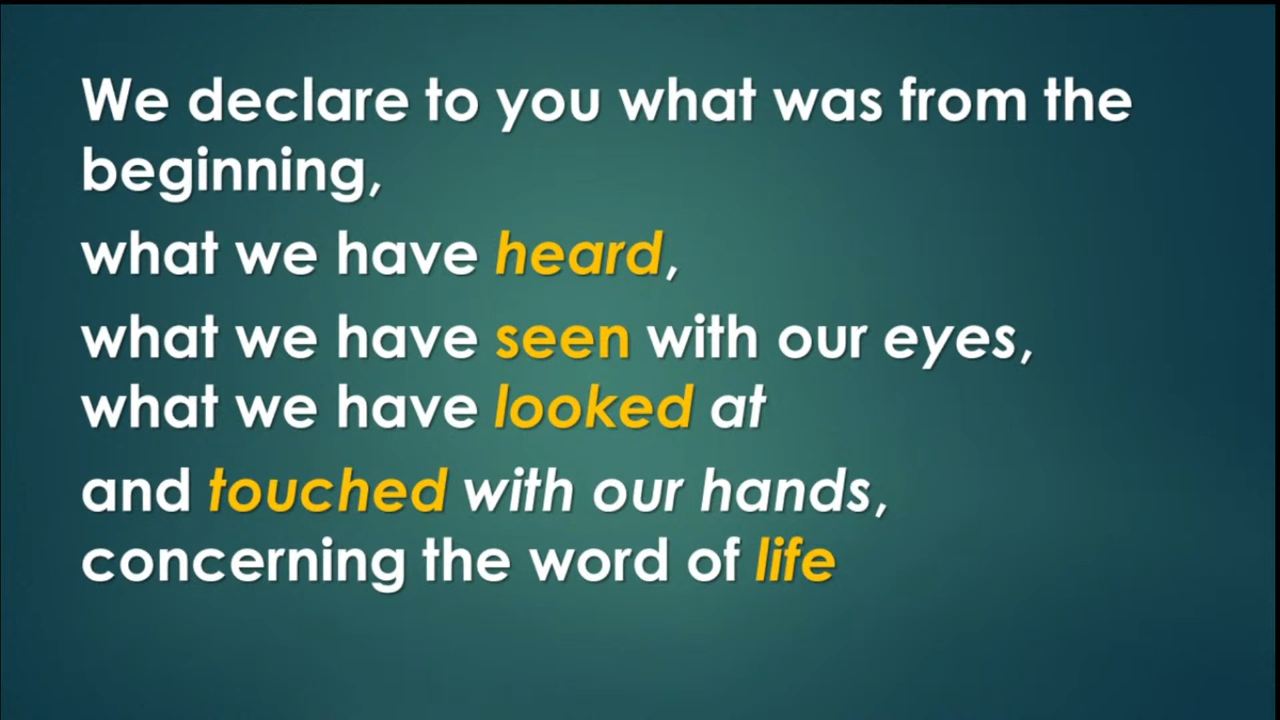 We declare to you what was from the
beginning,
what we have heard,
what we have seen with our eyes,
what we have looked at
and touched with our hands,
concerning the word of life